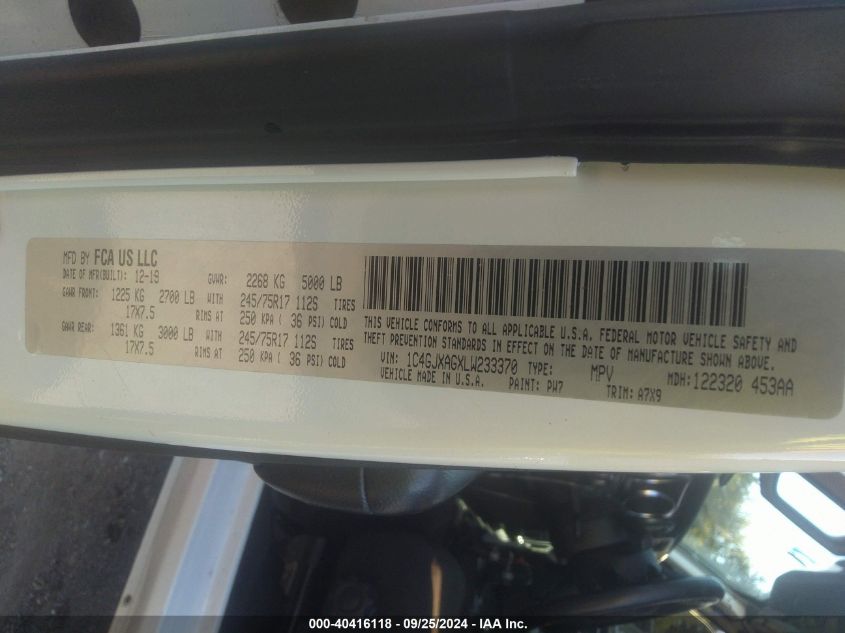 MFD BY FCA US LLC
DATE OF MFR(BUILT): 12-19 GVWR: 2268 KG 5000 LB
GAWR FRONT: 1225 KG 2700 LB WITH 245/75R17 112S TIRES
17X7.5 RIMS AT 250 KPA ( 36 PSI) COLD
GAWR REAR: 1361 KG 3000 LB WITH 245/75R17 112S TIRES
17X7.5 RIMS AT 250 KPA ( 36 PSI) COLD
THIS VEHICLE CONFORMS TO ALL APPLICABLE U.S.A. FEDERAL MOTOR VEHICLE SAFETY AND
THEFT PREVENTION STANDARDS IN EFFECT ON THE DATE OF MANUFACTURE SHOWN ABOVE.
VIN: 1C4GJXAGXLW233370 TYPE: MPV MDH: 122320 453AA
VEHICLE MADE IN U.S.A. PAINT: PW7 TRIM: A7X9
000-40416118 - 09/25/2024 - IAA Inc.